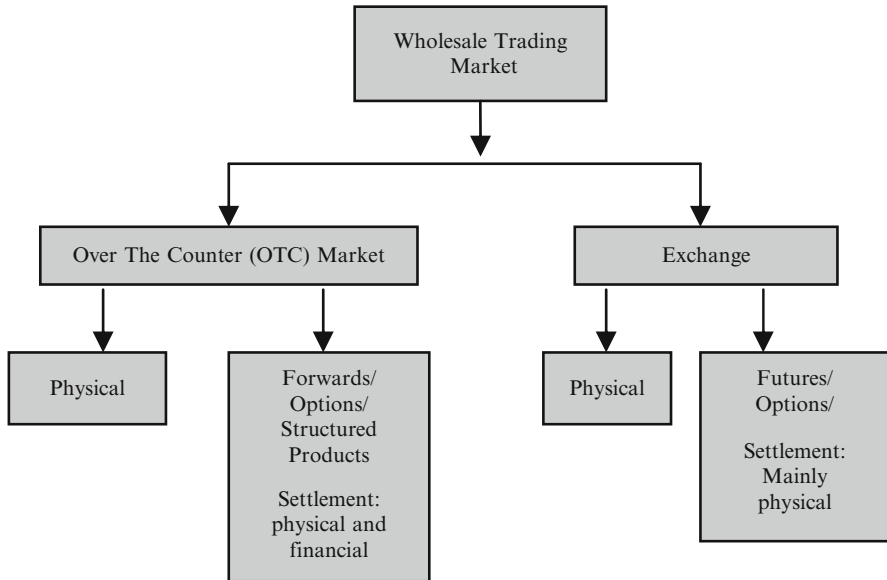 Wholesale Trading
Market
Over The Counter (OTC) Market
Exchange
Physical
Forwards/
Options/
Structured
Products
Settlement:
physical and
financial
Physical
Futures/
Options/
Settlement:
Mainly
physical